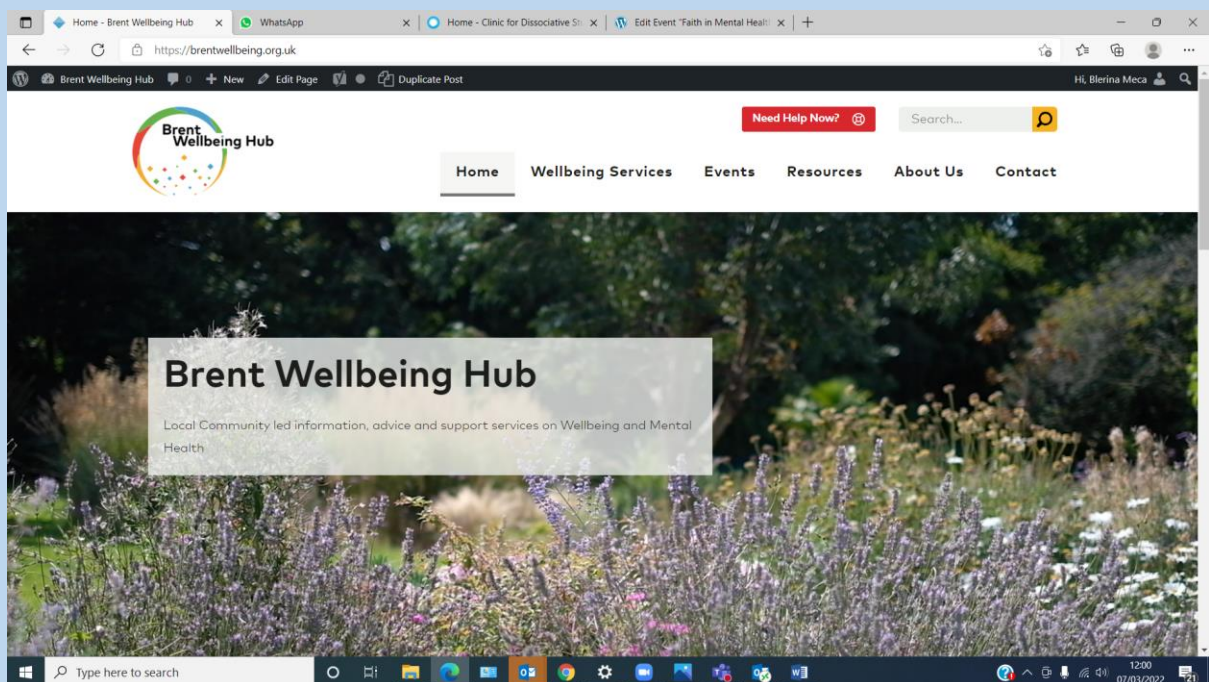 Home - Brent Wellbeing Hub
WhatsApp
Home - Clinic for Dissociative Stu
Edit Event "Faith in Mental Healt
https://brentwellbeing.org.uk
Brent Wellbeing Hub
0
New
Edit Page
Duplicate Post
Hi, Blerina Meca
Brent
Wellbeing Hub
Need Help Now?
Search...
Home
Wellbeing Services
Events
Resources
About Us
Contact
Brent Wellbeing Hub
Local Community led information, advice and support services on Wellbeing and Mental
Health
Type here to search
12:00
07/03/2022
21